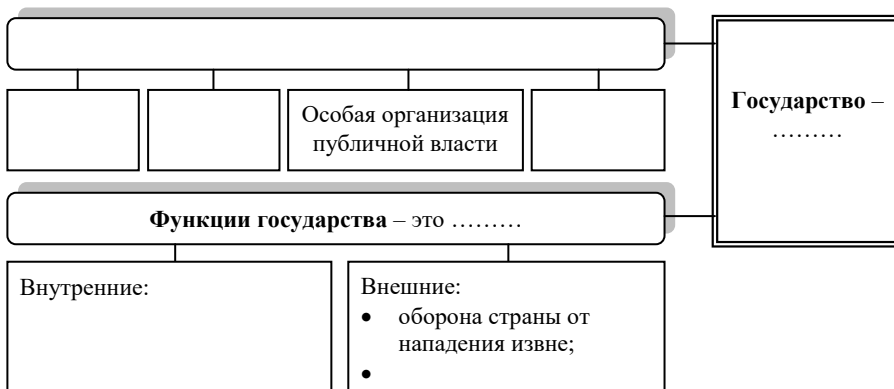 Особая организация
публичной власти
Государство –
………
Функции государства – это ………
Внутренние:
Внешние:
• оборона страны от
нападения извне;
•